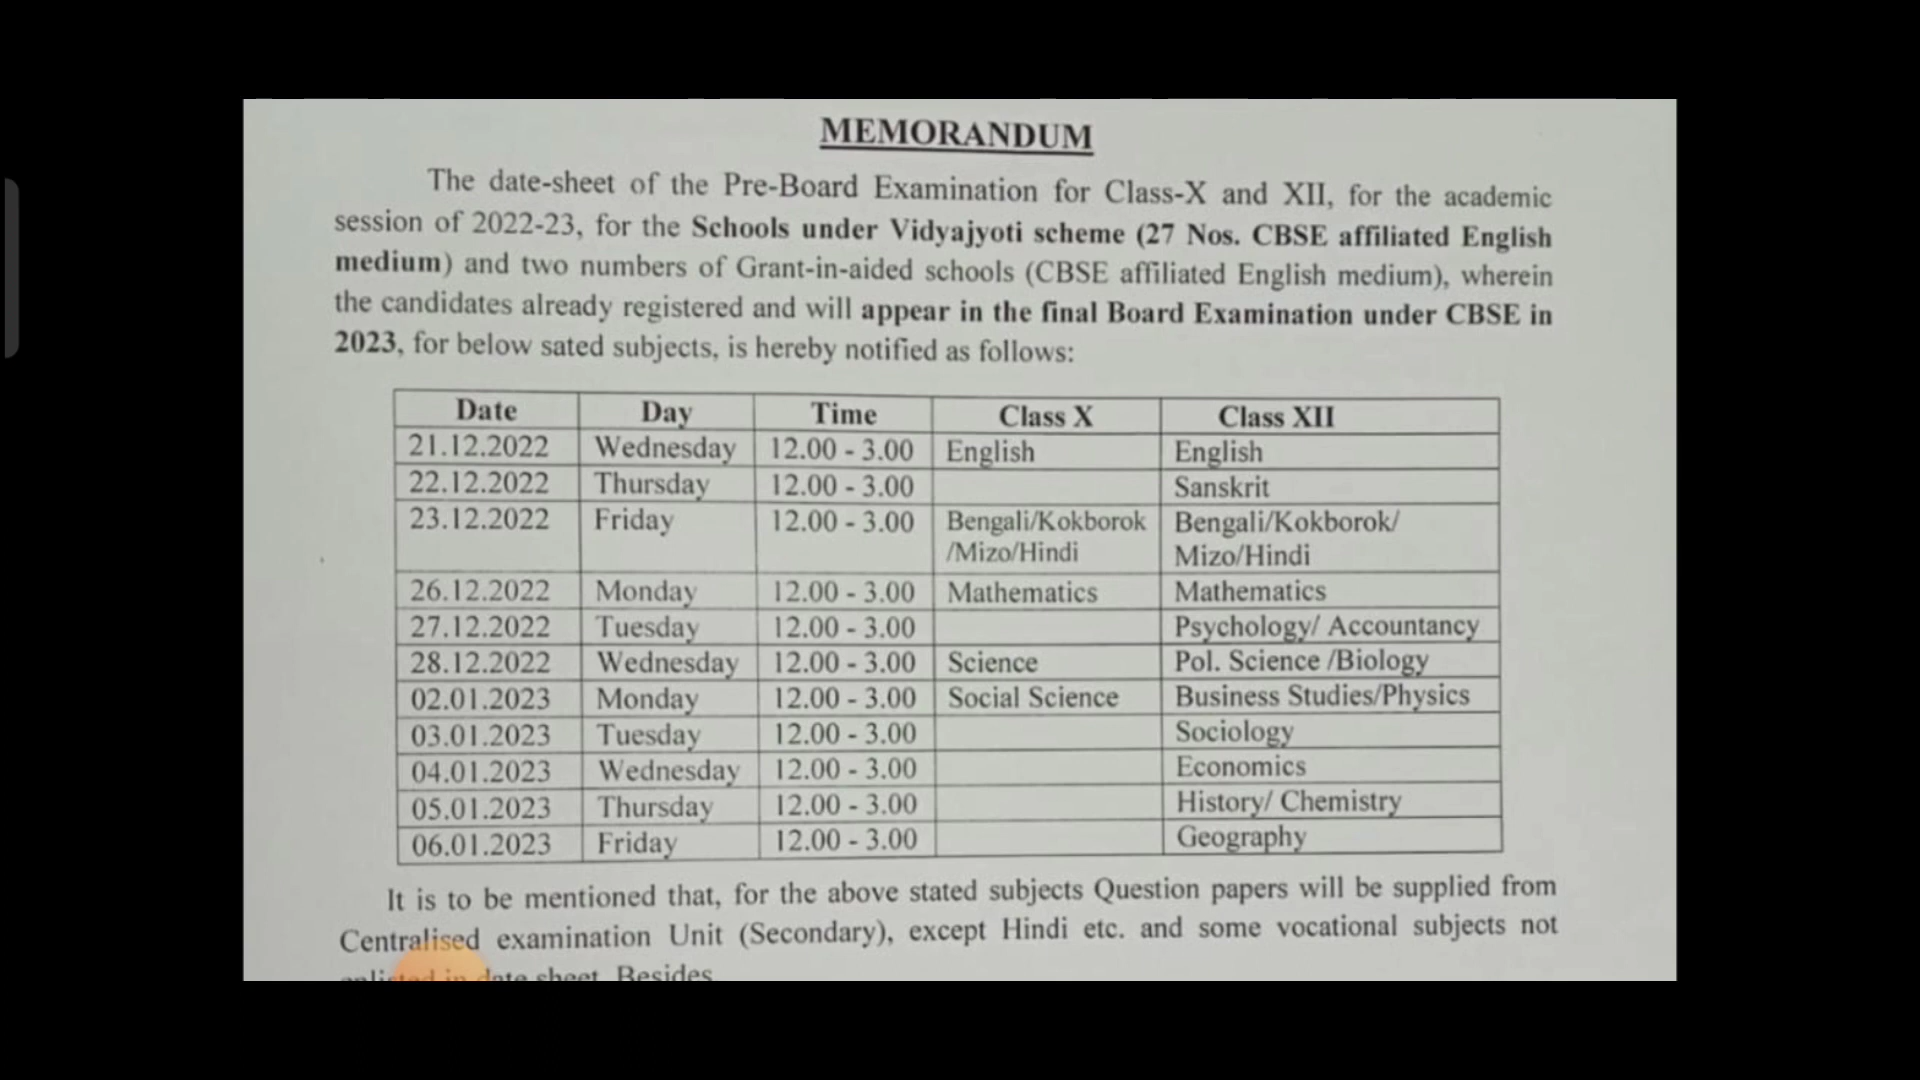 MEMORANDUM
The date-sheet of the Pre-Board Examination for Class-X and XII, for the academic
session of 2022-23, for the Schools under Vidyajyoti scheme (27 Nos. CBSE affiliated English
medium) and two numbers of Grant-in-aided schools (CBSE affiliated English medium), wherein
the candidates already registered and will appear in the final Board Examination under CBSE in
2023, for below sated subjects, is hereby notified as follows:
Date Day Time Class X Class XII
21.12.2022 Wednesday 12.00 - 3.00 English English
22.12.2022 Thursday 12.00 - 3.00 Sanskrit
23.12.2022 Friday 12.00 - 3.00 Bengali/Kokborok Bengali/Kokborok/
/Mizo/Hindi Mizo/Hindi
26.12.2022 Monday 12.00 - 3.00 Mathematics Mathematics
27.12.2022 Tuesday 12.00 - 3.00 Psychology/ Accountancy
28.12.2022 Wednesday 12.00 - 3.00 Science Pol. Science /Biology
02.01.2023 Monday 12.00 - 3.00 Social Science Business Studies/Physics
03.01.2023 Tuesday 12.00 - 3.00 Sociology
04.01.2023 Wednesday 12.00 - 3.00 Economics
05.01.2023 Thursday 12.00 - 3.00 History/ Chemistry
06.01.2023 Friday 12.00 - 3.00 Geography
It is to be mentioned that, for the above stated subjects Question papers will be supplied from
Centralised examination Unit (Secondary), except Hindi etc. and some vocational subjects not
enlisted in date sheet. Besides